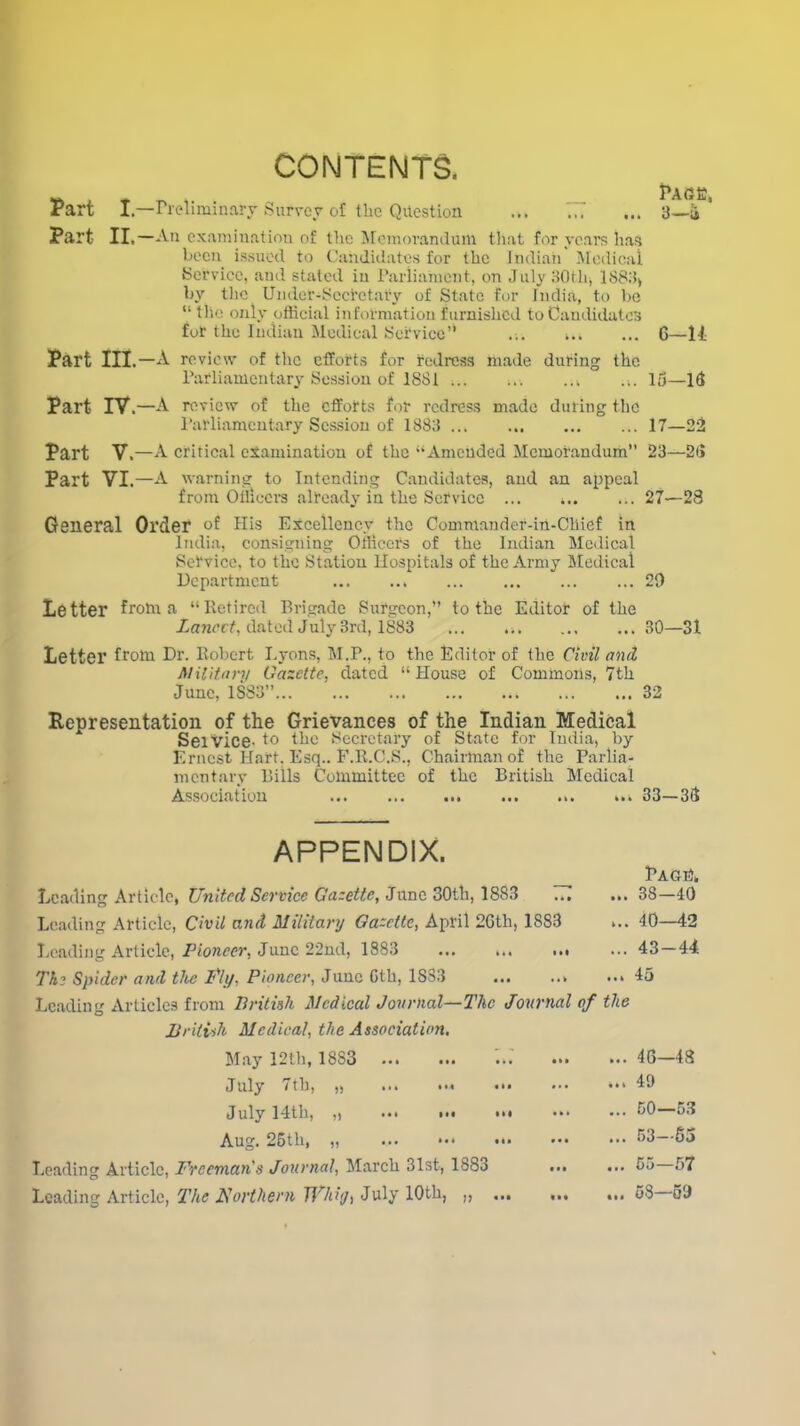 CONTENTS.
PAGE,
Part I.—Preliminary Survey of the Question ... ... ... 3—5
Part II.—An examination of the Memorandum that for years has
been issued to Candidates for the Indian Medical
Service, and stated in Parliament, on July 30th, 1883,
by the Under-Secretary of State for India, to be
“the only official information furnished to Candidates
for the Indian Medical Service” ... ... ... 6—14
Part III.—A review of the efforts for redress made during the
Parliamentary Session of 1881 ... ... ... ... 15—16
Part IV.—A review of the efforts for redress made during the
Parliamentary Session of 1883 ... ... ... ... 17—22
Part V.—A critical examination of the “Amended Memorandum” 23—26
Part VI.—A warning to Intending Candidates, and an appeal
from Officers already in the Service ... ... ... 27—28
General Order of His Excellency the Commander-in-Chief in
India, consigning Officers of the Indian Medical
Service, to the Station Hospitals of the Army Medical
Department ... ... ... ... ... ... 29
Letter from a “Retired Brigade Surgeon,” to the Editor of the
Lancet, dated July 3rd, 1883 ... ... ... ... 30—31
Letter from Dr. Robert Lyons, M.P., to the Editor of the Civil and
Military Gazette, dated “House of Commons, 7th
June, 1883”... ... ... ... ... ... ... 32
Representation of the Grievances of the Indian Medical
Service. to the Secretary of State for India, by
Ernest Hart, Esq.. F.R.C.S., Chairman of the Parlia-
mentary Bills Committee of the British Medical
Association ... ... ... ... ... ... 33—36
APPENDIX.
PAGE.
Leading Article, United Service Gazette, June 30th, 1883 ... ... 38—40
Leading Article, Civil and Military Gazette, April 26th, 1883 ... 40—42
Leading Article, Pioneer, June 22nd, 1883 ... ... ... ... 43—44
The Spider and the Fly, Pioneer, June 6th, 1883 ... ... ... 45
Leading Articles from British Medical Journal—The Journal of the
British Medical, the Association.
May 12th, 1883 ... ... ... ... ... 46—48
July 7th, „ ... ... ... ... ... 49
July 14th, „ ... ... ... ... ... 50—53
Aug. 25th, „ ... ... ... ... ... 53—55
Leading Article, Freeman's Journal, March 31st, 1883 ... ... 55—57
Leading Article, The Northern Whig, July 10th, „ ... ... ... 58—59